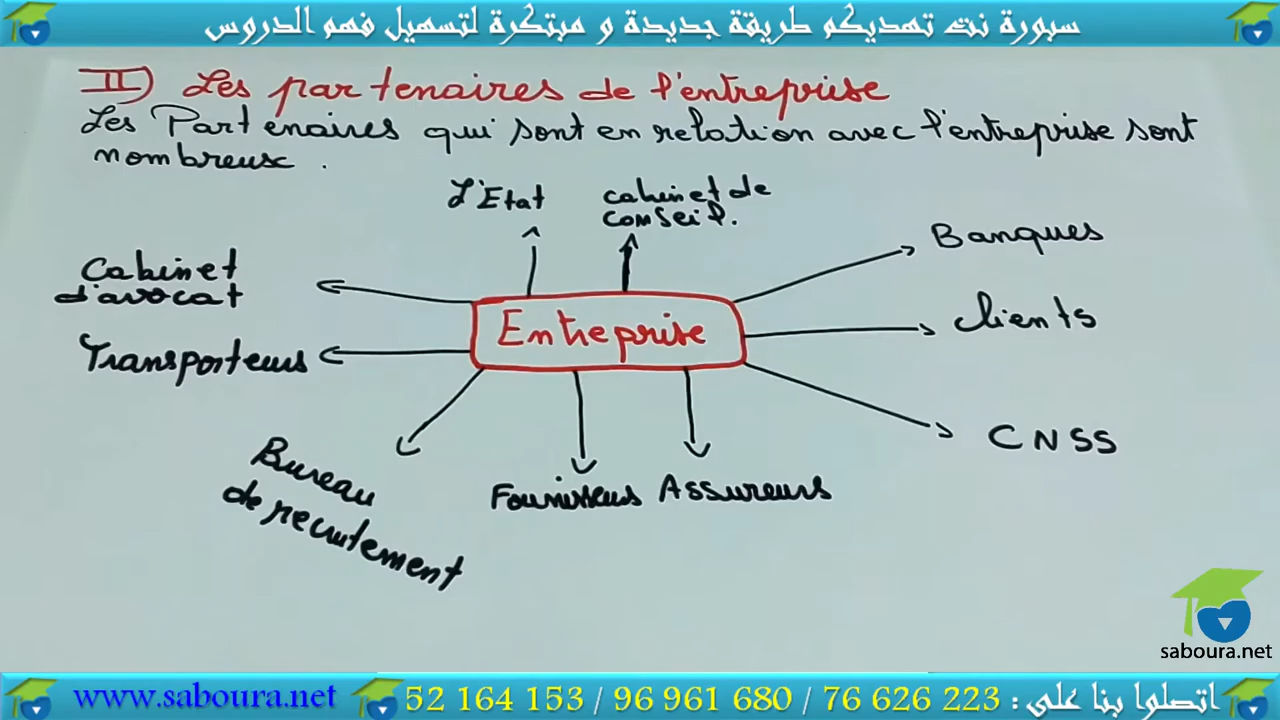 سبورة نت تهديكم طريقة جديدة و مبتكرة لتسهيل فهم الدروس
II) Les partenaires de l'entreprise
Les Partenaires qui sont en relation avec l'entreprise sont
nombreux .
L'Etat
cabinet de
conseil.
Banques
Cabinet
d'avocat
Entreprise
clients
Transporteurs
CNSS
Bureau
de recrutement
Fournisseus
Assureurs
saboura.net
www.saboura.net
52 164 153 / 96 961 680 / 76 626 223 : اتصلوا بنا على